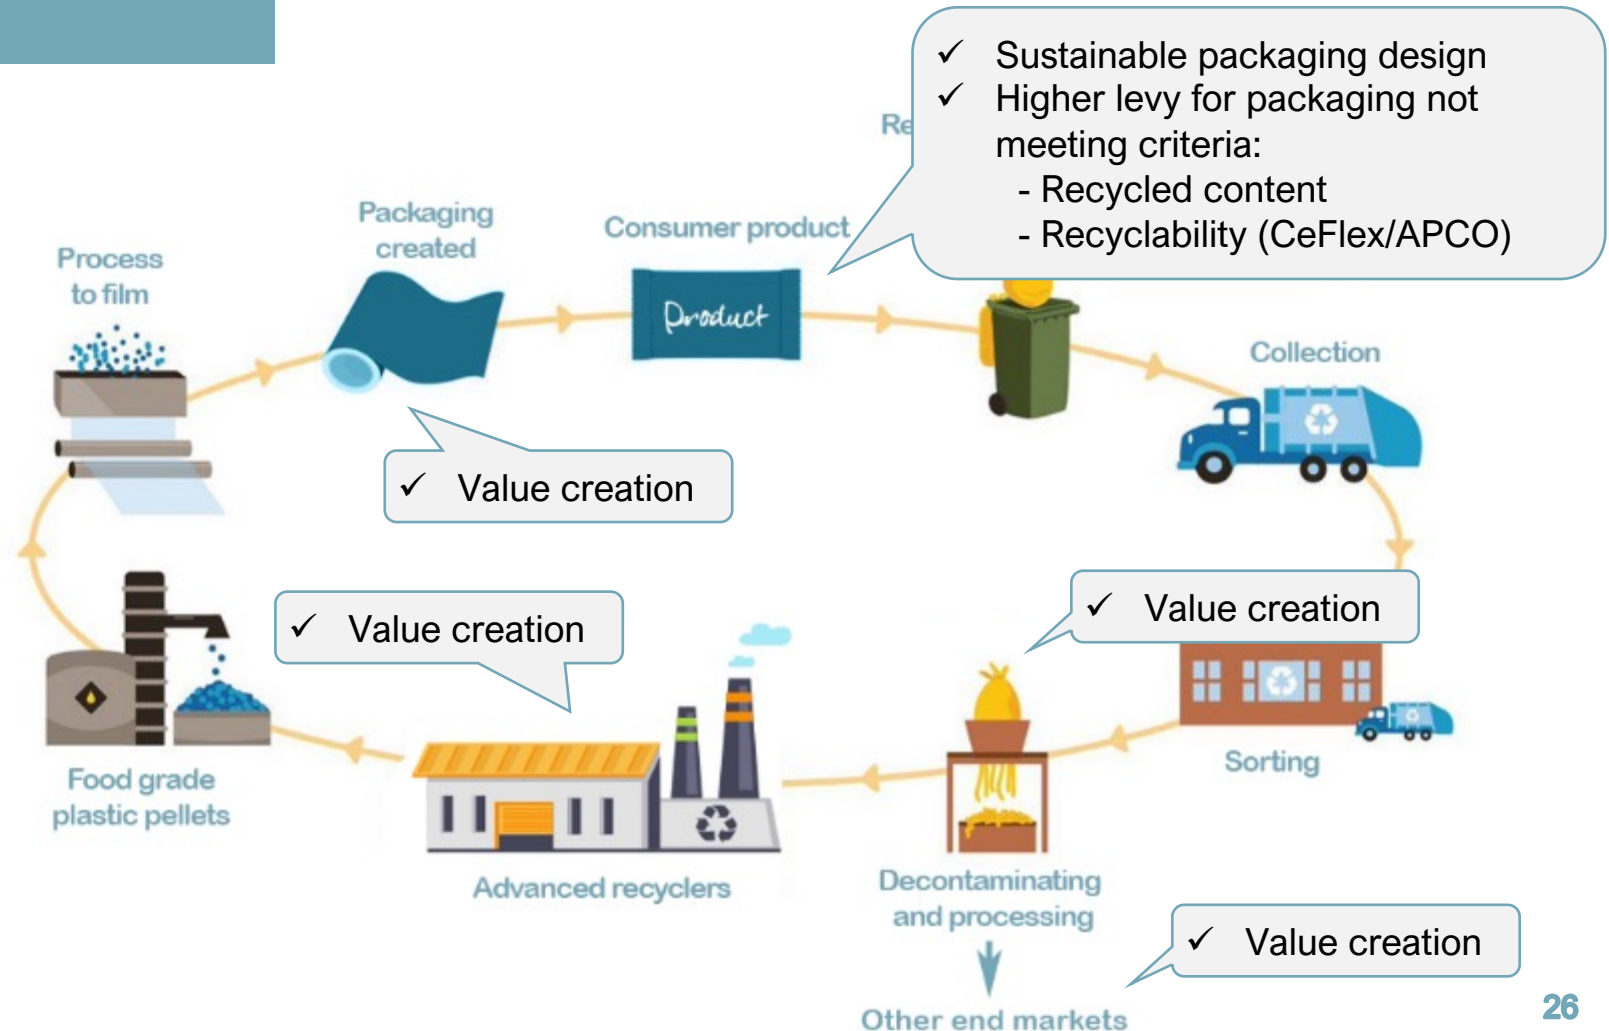 ✓ Sustainable packaging design
✓ Higher levy for packaging not
meeting criteria:
- Recycled content
- Recyclability (CeFlex/APCO)
Packaging
created
Consumer product
Process
to film
Product
Collection
✓ Value creation
✓ Value creation
✓ Value creation
Sorting
Food grade
plastic pellets
Advanced recyclers
Decontaminating
and processing
✓ Value creation
Other end markets
26